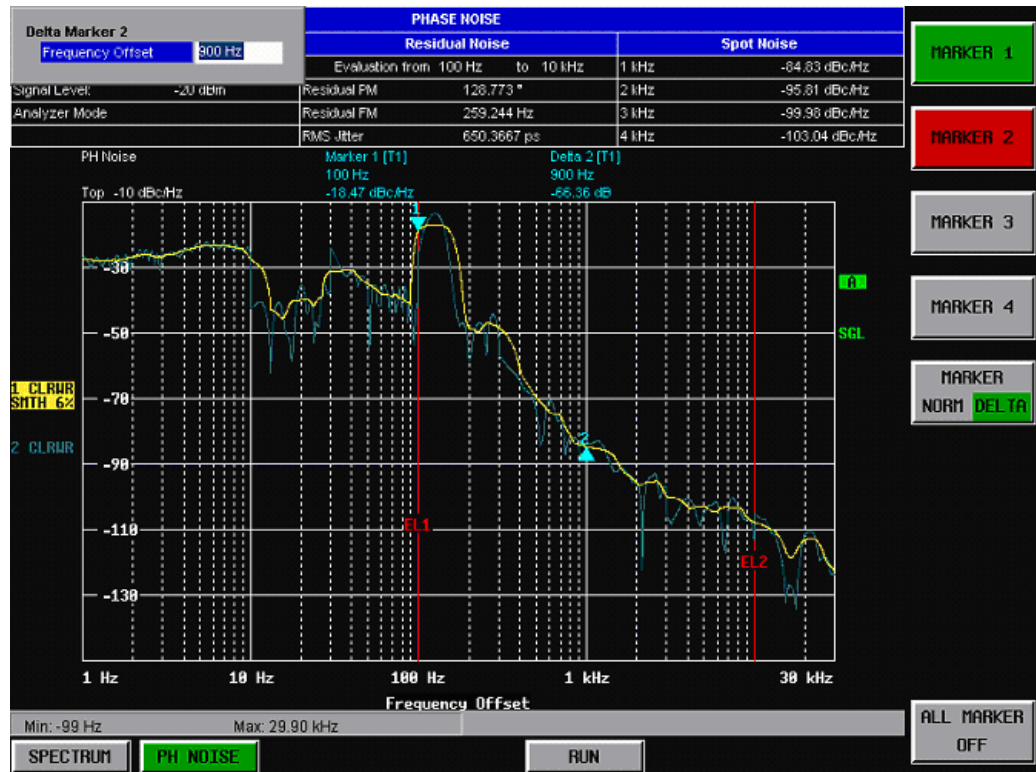 Delta Marker 2
Frequency Offset 900 Hz
PHASE NOISE
Residual Noise Spot Noise
Evaluation from 100 Hz to 10 kHz 1 kHz -84.83 dBc/Hz
Signal Level: -20 dBm Residual PM 128.773 ° 2 kHz -95.81 dBc/Hz
Analyzer Mode Residual FM 259.244 Hz 3 kHz -99.98 dBc/Hz
RMS Jitter 650.3667 ps 4 kHz -103.04 dBc/Hz
PH Noise Marker 1 [T1] Delta 2 [T1]
100 Hz 900 Hz
Top -10 dBc/Hz -18.47 dBc/Hz -66.36 dB
1
-30
A
-50
SGL
1 CLRWR
SMTH 6%
-70
2
2 CLRWR
-90
-110
EL1
EL2
-130
1 Hz 10 Hz 100 Hz 1 kHz 30 kHz
Frequency Offset
Min: -99 Hz Max: 29.90 kHz
SPECTRUM PH NOISE RUN
MARKER 1
MARKER 2
MARKER 3
MARKER 4
MARKER
NORM DELTA
ALL MARKER
OFF